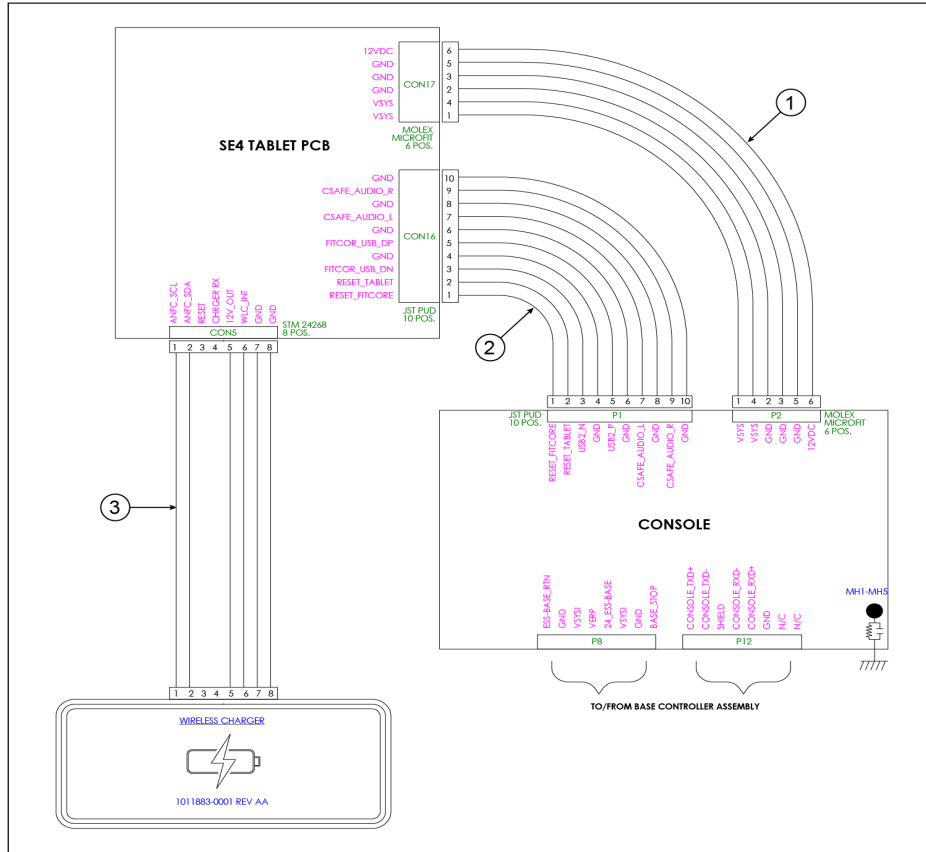 12VDC 6
GND 5
GND 3
GND 2
VSYS 4
VSYS 1
CON17
MOLEX
MICROFIT
6 POS.
1
SE4 TABLET PCB
GND 10
CSAFE_AUDIO_R 9
GND 8
CSAFE_AUDIO_L 7
GND 6
FITCOR_USB_DP 5
GND 4
FITCOR_USB_DN 3
RESET_TABLET 2
RESET_FITCORE 1
CON16
JST PUD
10 POS.
2
ANFC_SCL
ANFC_SDA
RESET
CHRGER RX
12V_OUT
WLC_INT
GND
GND
STM 24268
8 POS.
CON5
1 2 3 4 5 6 7 8
1 2 3 4 5 6 7 8 9 10
1 4 2 3 5 6
JST PUD
10 POS.
P1
P2
MOLEX
MICROFIT
6 POS.
RESET_FITCORE
RESET_TABLET
USB2_N
GND
USB2_P
GND
CSAFE_AUDIO_L
GND
CSAFE_AUDIO_R
GND
VSYS
VSYS
GND
GND
GND
12VDC
3
CONSOLE
ESS-BASE_RTN
GND
VSYSI
VERP
24_ESS-BASE
VSYSI
GND
BASE_STOP
CONSOLE_TXD+
CONSOLE_TXD-
SHIELD
CONSOLE_RXD-
CONSOLE_RXD+
GND
N/C
N/C
MH1-MH5
P8
P12
TO/FROM BASE CONTROLLER ASSEMBLY
1 2 3 4 5 6 7 8
WIRELESS CHARGER
1011883-0001 REV AA